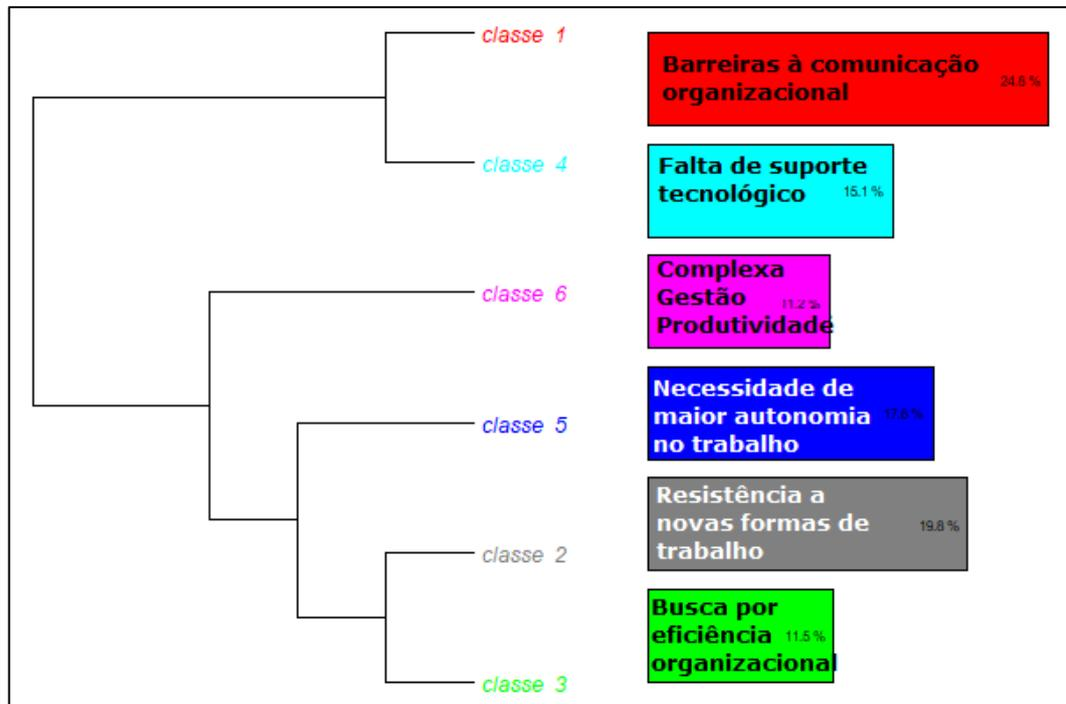 classe 1
Barreiras à comunicação
organizacional
24.8 %
classe 4
Falta de suporte
tecnológico
15.1 %
classe 6
Complexa
Gestão
Produtividade
11.2 %
classe 5
Necessidade de
maior autonomia
no trabalho
17.6 %
classe 2
Resistência a
novas formas de
trabalho
19.8 %
classe 3
Busca por
eficiência
organizacional
11.5 %